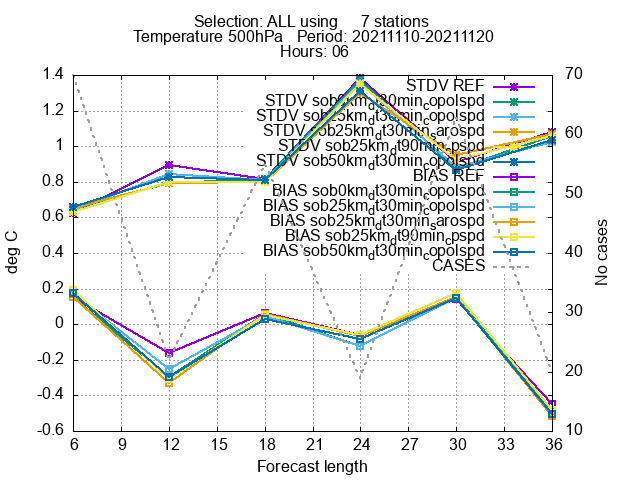 Selection: ALL using 7 stations
Temperature 500hPa Period: 20211110-20211120
Hours: 06
1.4
1.2
1
0.8
0.6
0.4
0.2
0
-0.2
-0.4
-0.6
deg C
STDV REF
STDV sob0km_dt30min_copolspd
STDV sob25km_dt30min_copolspd
STDV sob25km_dt30min_sarospd
STDV sob25km_dt90min_cpspd
STDV sob50km_dt30min_copolspd
BIAS REF
BIAS sob0km_dt30min_copolspd
BIAS sob25km_dt30min_copolspd
BIAS sob25km_dt30min_sarospd
BIAS sob25km_dt90min_cpspd
BIAS sob50km_dt30min_copolspd
CASES
70
60
50
40
30
20
10
No cases
6 9 12 15 18 21 24 27 30 33 36
Forecast length